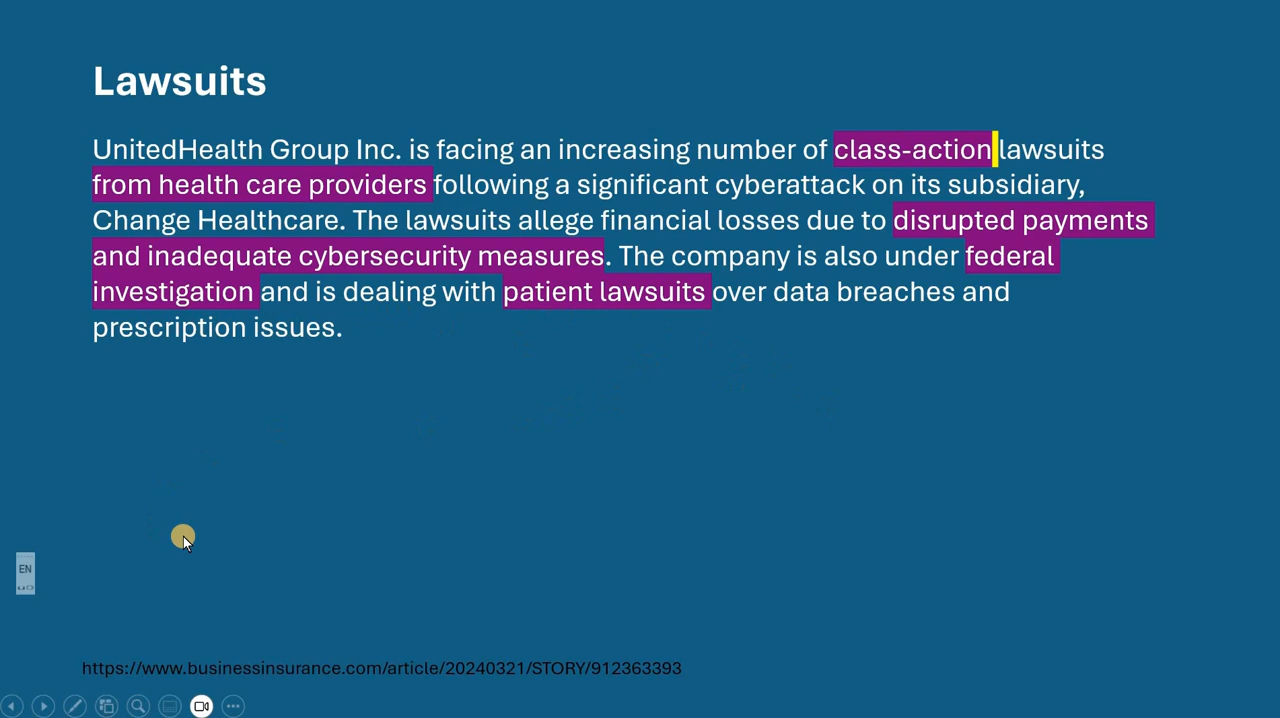 Lawsuits
UnitedHealth Group Inc. is facing an increasing number of class-action lawsuits
from health care providers following a significant cyberattack on its subsidiary,
Change Healthcare. The lawsuits allege financial losses due to disrupted payments
and inadequate cybersecurity measures. The company is also under federal
investigation and is dealing with patient lawsuits over data breaches and
prescription issues.
EN
https://www.businessinsurance.com/article/20240321/STORY/912363393